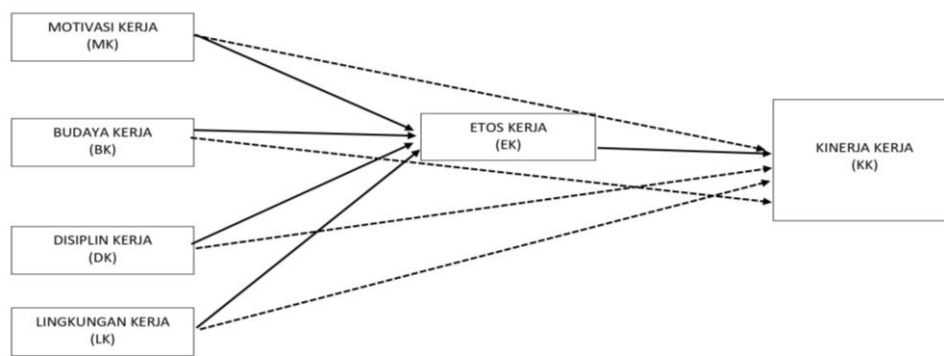 MOTIVASI KERJA
(MK)
BUDAYA KERJA
(BK)
ETOS KERJA
(EK)
KINERJA KERJA
(KK)
DISIPLIN KERJA
(DK)
LINGKUNGAN KERJA
(LK)